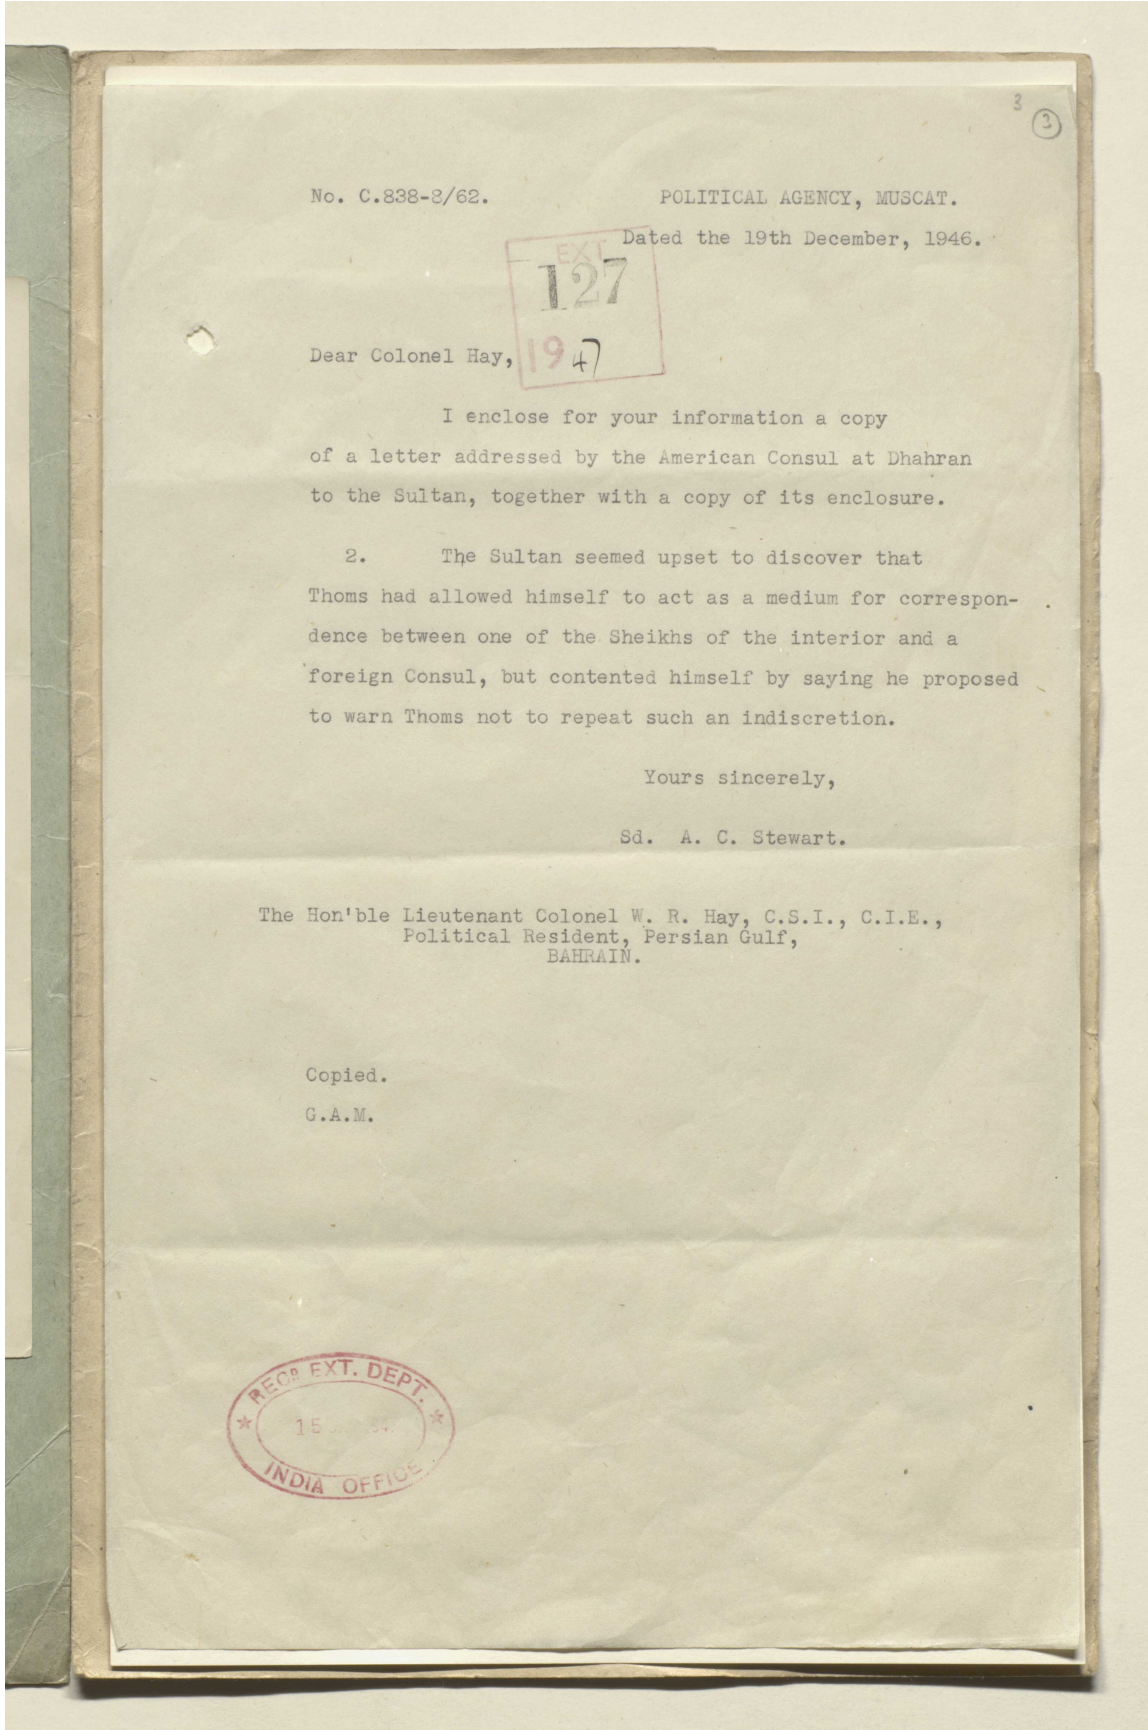 3
3
No. C.838-8/62.
POLITICAL AGENCY, MUSCAT.
Dated the 19th December, 1946.
EXT
127
1947
Dear Colonel Hay,
I enclose for your information a copy
of a letter addressed by the American Consul at Dhahran
to the Sultan, together with a copy of its enclosure.
2. The Sultan seemed upset to discover that
Thoms had allowed himself to act as a medium for correspon-
dence between one of the Sheikhs of the interior and a
foreign Consul, but contented himself by saying he proposed
to warn Thoms not to repeat such an indiscretion.
Yours sincerely,
Sd. A. C. Stewart.
The Hon'ble Lieutenant Colonel W. R. Hay, C.S.I., C.I.E.,
Political Resident, Persian Gulf,
BAHRAIN.
Copied.
G.A.M.
RECD. EXT. DEPT.
15
INDIA OFFICE